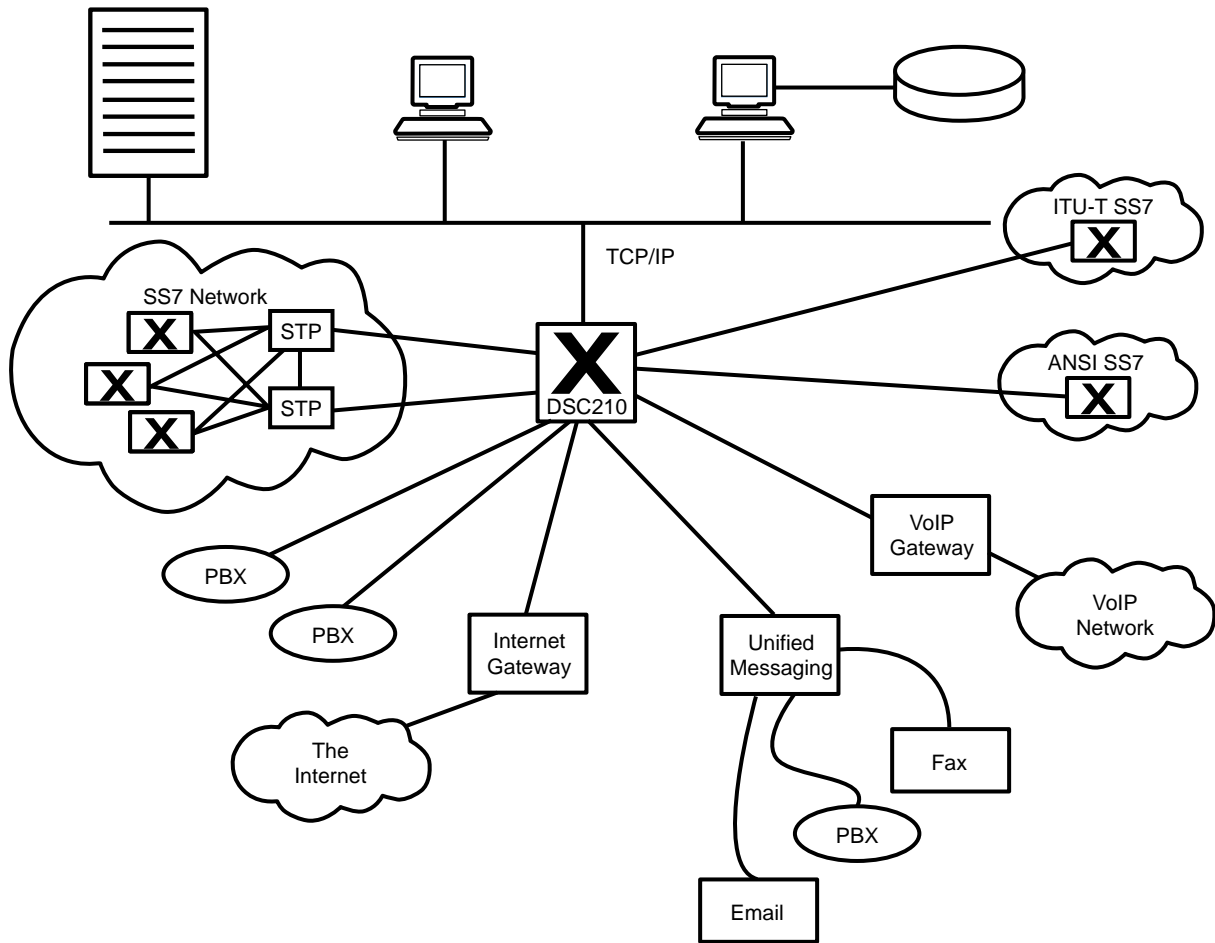 ITU-T SS7
X
TCP/IP
SS7 Network
X
STP
X
X
STP
X
DSC210
X
ANSI SS7
X
VoIP
Gateway
PBX
VoIP
Network
PBX
Internet
Gateway
Unified
Messaging
The
Internet
Fax
PBX
Email